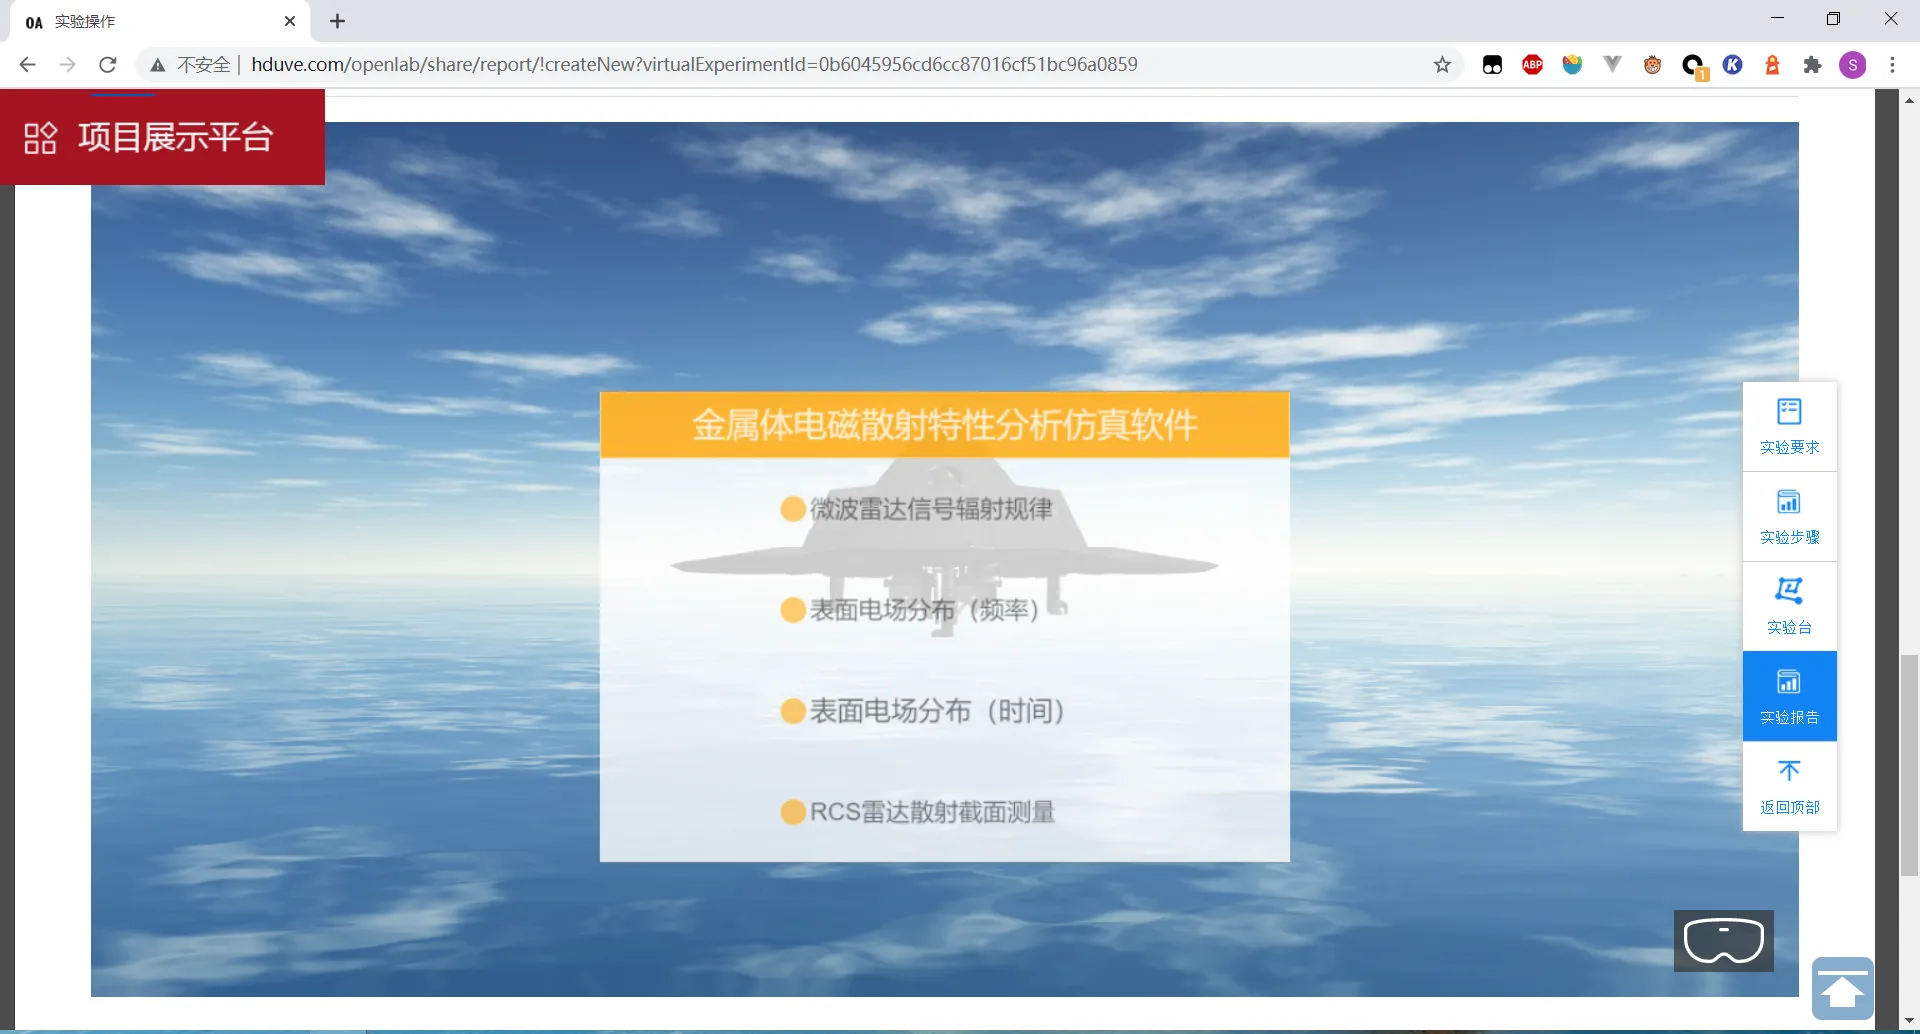 OA 实验操作
不安全 | hduve.com/openlab/share/report/!createNew?virtualExperimentId=0b6045956cd6cc87016cf51bc96a0859
ABP
1
K
S
项目展示平台
金属体电磁散射特性分析仿真软件
微波雷达信号辐射规律
表面电场分布（频率）
表面电场分布（时间）
RCS雷达散射截面测量
实验要求
实验步骤
实验台
实验报告
返回顶部